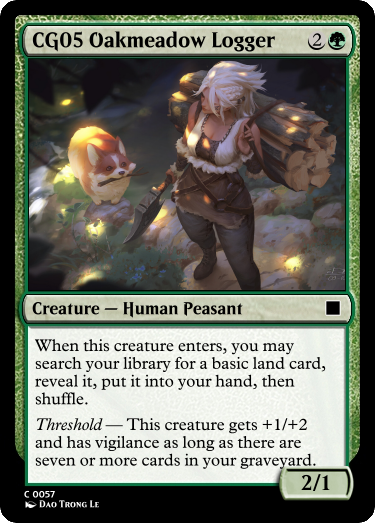 CG05 Oakmeadow Logger 2
Creature — Human Peasant
When this creature enters, you may
search your library for a basic land card,
reveal it, put it into your hand, then
shuffle.
Threshold — This creature gets +1/+2
and has vigilance as long as there are
seven or more cards in your graveyard.
2/1
C 0057
Dao Trong Le